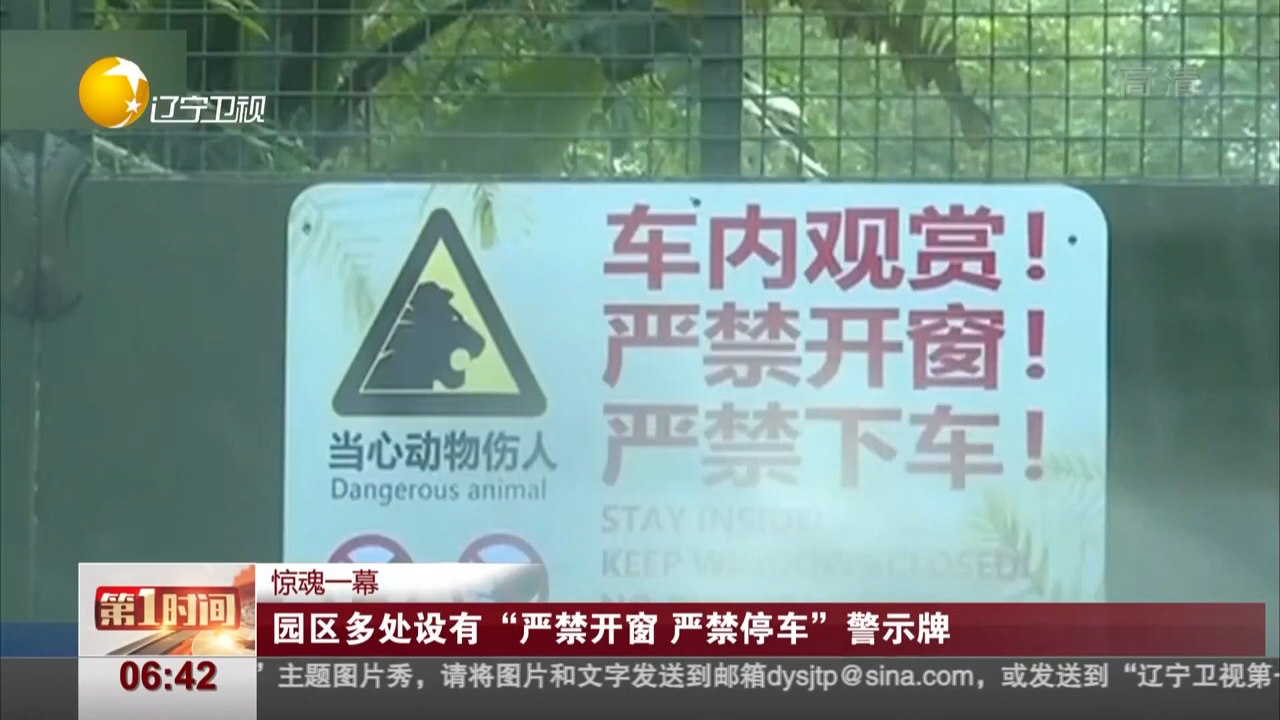 辽宁卫视
高清
车内观赏！
严禁开窗！
严禁下车！
当心动物伤人
Dangerous animal
STAY INSIDE
KEEP W CLOSED
第1时间
惊魂一幕
园区多处设有“严禁开窗 严禁停车”警示牌
06:42
”主题图片秀，请将图片和文字发送到邮箱dysjtp@sina.com，或发送到“辽宁卫视第一